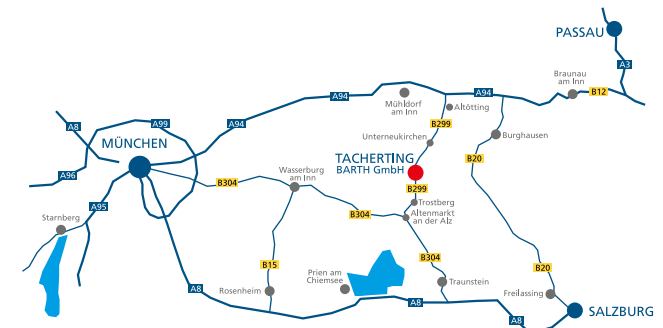 PASSAU
A3
Braunau
am Inn
B12
A94
A94
Mühldorf
am Inn
Altötting
A8
A99
A94
B299
MÜNCHEN
Unterneukirchen
Burghausen
TACHERTING
BARTH GmbH
B20
A96
B304
Wasserburg
am Inn
B299
Trostberg
A95
B304
Altenmarkt
an der Alz
Starnberg
B304
B15
B20
Prien am
Chiemsee
Traunstein
A8
Rosenheim
Freilassing
A8
SALZBURG
A8